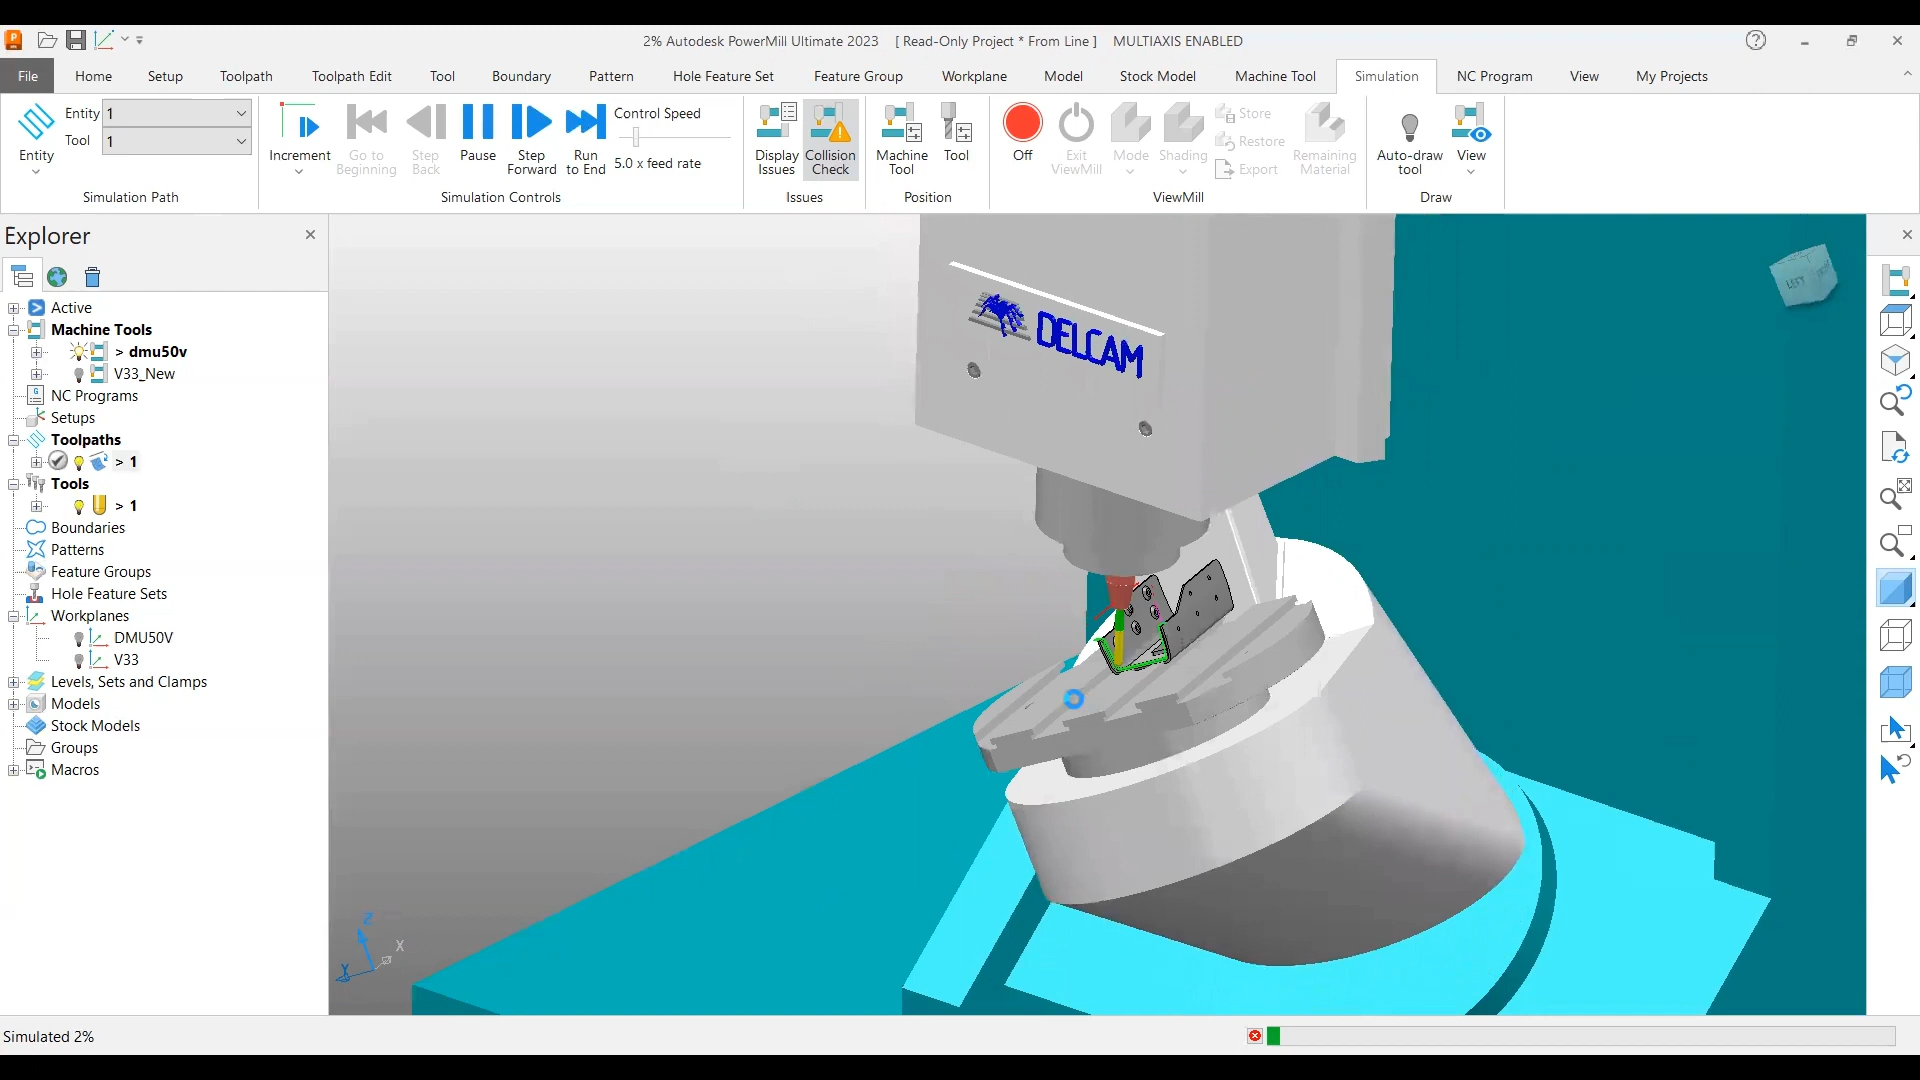 2% Autodesk PowerMill Ultimate 2023 [ Read-Only Project * From Line ] MULTIAXIS ENABLED
File Home Setup Toolpath Toolpath Edit Tool Boundary Pattern Hole Feature Set Feature Group Workplane Model Stock Model Machine Tool Simulation NC Program View My Projects
Entity
Entity 1
Tool 1
Simulation Path
Increment
Go to Beginning
Step Back
Pause
Step Forward
Run to End
Control Speed
5.0 x feed rate
Simulation Controls
Display Issues
Collision Check
Issues
Machine Tool
Tool
Position
Off
Exit ViewMill
Mode
Shading
Store
Restore
Export
Remaining Material
ViewMill
Auto-draw tool
View
Draw
Explorer
Active
Machine Tools
> dmu50v
V33_New
NC Programs
Setups
Toolpaths
> 1
Tools
> 1
Boundaries
Patterns
Feature Groups
Hole Feature Sets
Workplanes
DMU50V
V33
Levels, Sets and Clamps
Models
Stock Models
Groups
Macros
DELCAM
LEFT
Z
X
Y
Simulated 2%